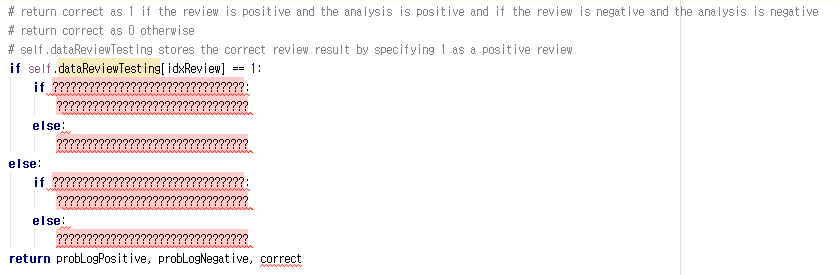 # return correct as 1 if the review is positive and the analysis is positive and if the review is negative and the analysis is negative
# return correct as 0 otherwise
# self.dataReviewTesting stores the correct review result by specifying 1 as a positive review
if self.dataReviewTesting[idxReview] == 1:
    if ????????????????????????????????:
        ????????????????????????????????
    else:
        ????????????????????????????????
else:
    if ????????????????????????????????:
        ????????????????????????????????
    else:
        ????????????????????????????????
return probLogPositive, probLogNegative, correct